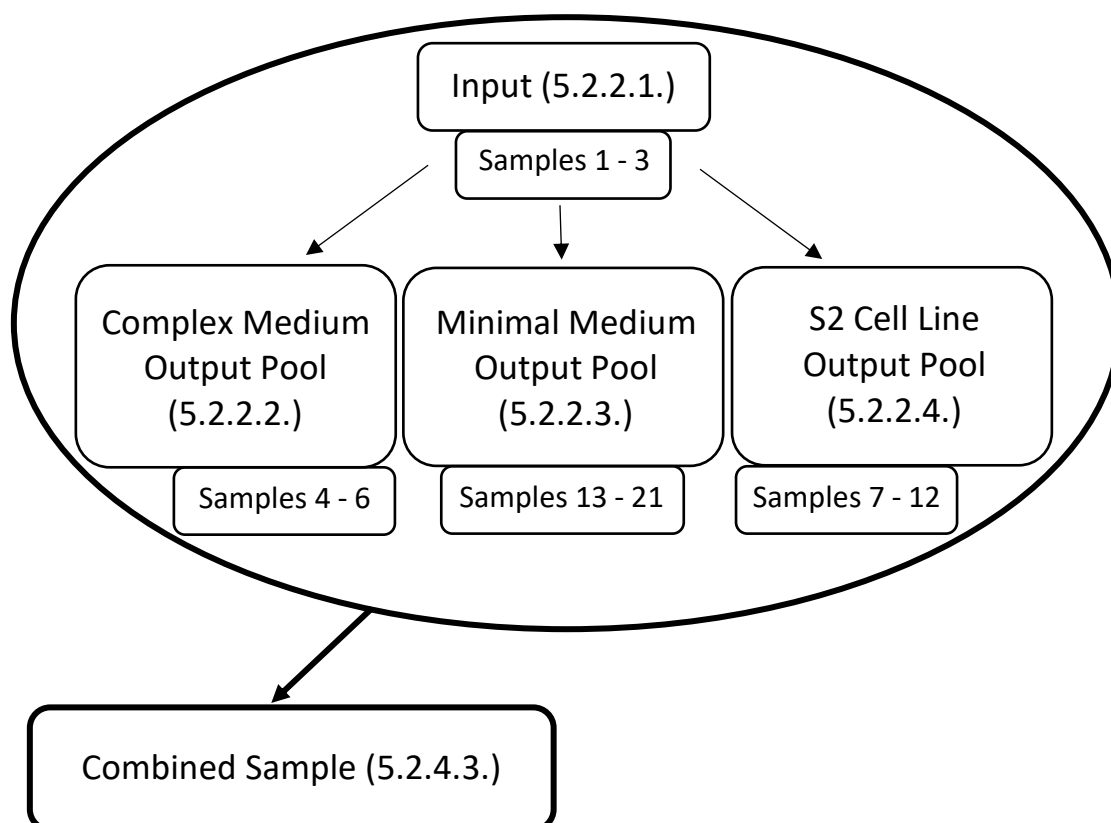 Input (5.2.2.1.)
Samples 1 - 3
Complex Medium
Output Pool
(5.2.2.2.)
Samples 4 - 6
Minimal Medium
Output Pool
(5.2.2.3.)
Samples 13 - 21
S2 Cell Line
Output Pool
(5.2.2.4.)
Samples 7 - 12
Combined Sample (5.2.4.3.)